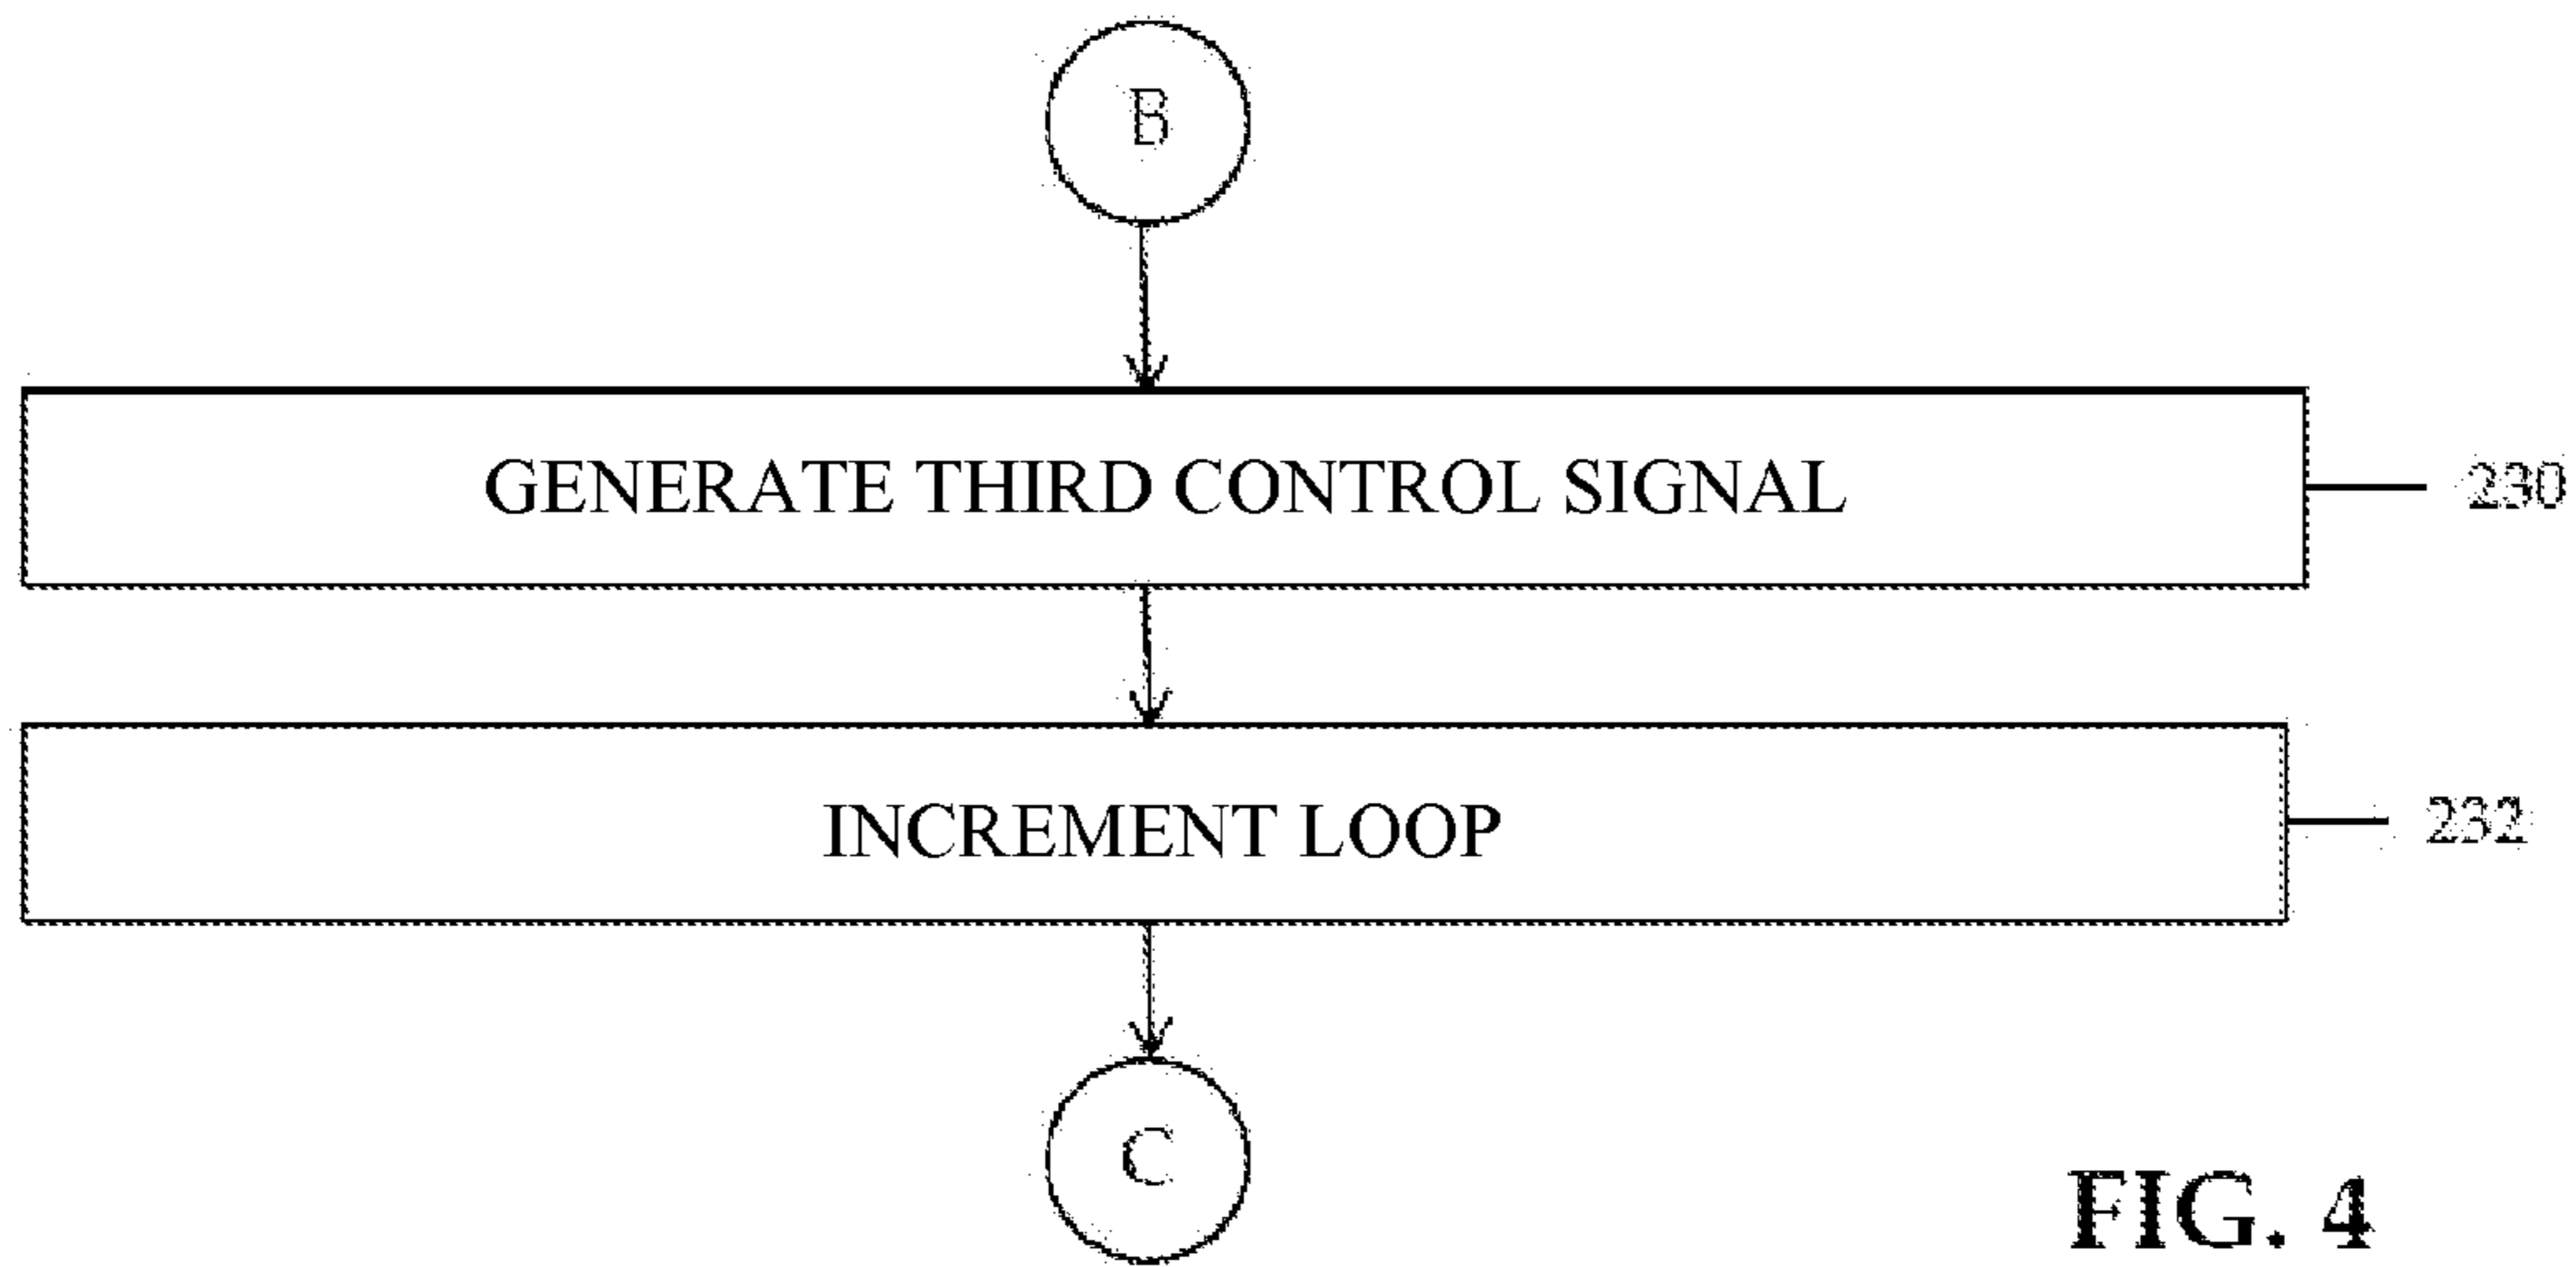 B
GENERATE THIRD CONTROL SIGNAL
230
INCREMENT LOOP
232
C
FIG. 4